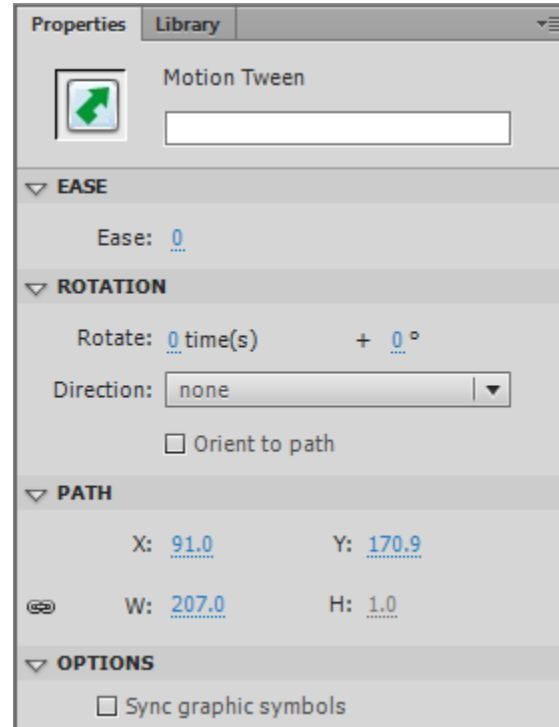 Properties Library
Motion Tween
EASE
Ease: 0
ROTATION
Rotate: 0 time(s) + 0 °
Direction: none
Orient to path
PATH
X: 91.0 Y: 170.9
W: 207.0 H: 1.0
OPTIONS
Sync graphic symbols